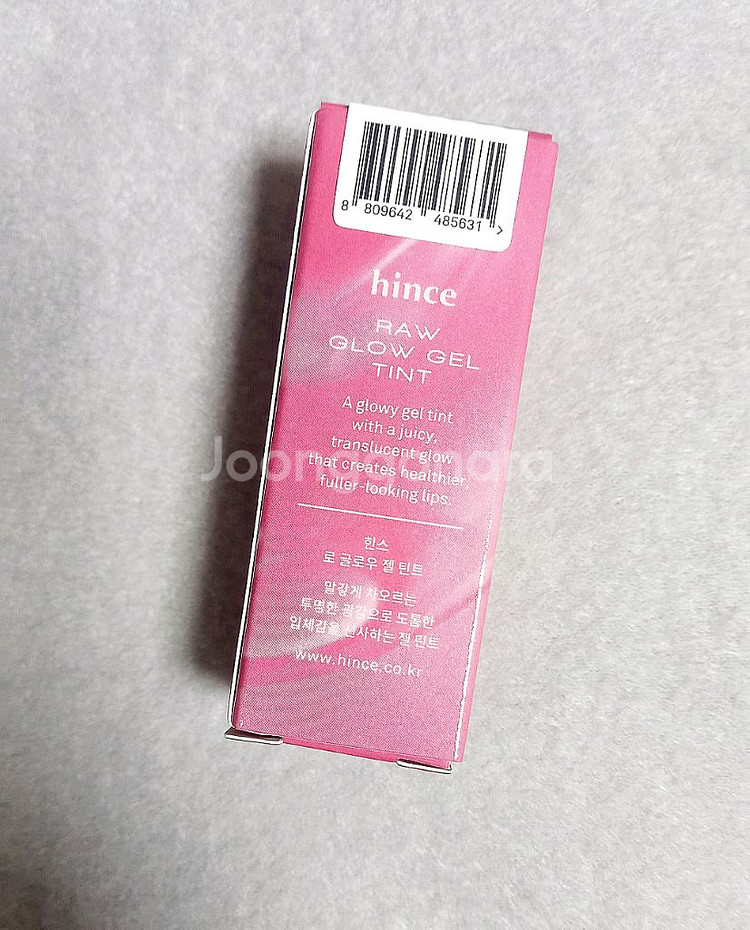 8 809642 485631 >
hince
RAW
GLOW GEL
TINT
A glowy gel tint
with a juicy,
translucent glow
that creates healthier,
fuller-looking lips.
Joonggonara
힌스
로 글로우 젤 틴트
말갛게 차오르는
투명한 광감으로 도톰한
입체감을 선사하는 젤 틴트
www.hince.co.kr